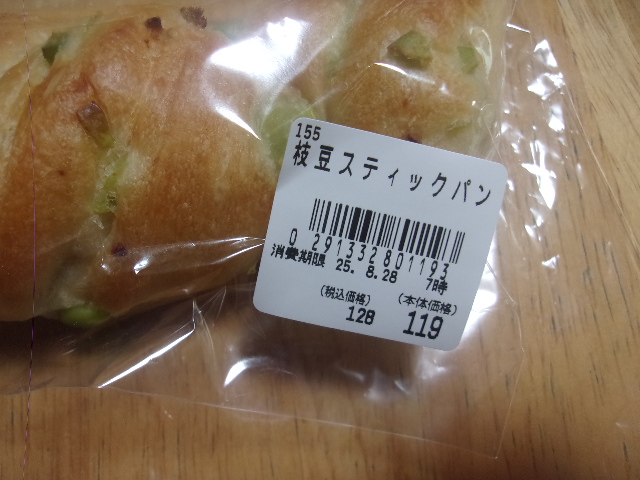 155
枝豆スティックパン
0 291332 801193
消費期限 25. 8.28 7時
(税込価格) (本体価格)
128 119